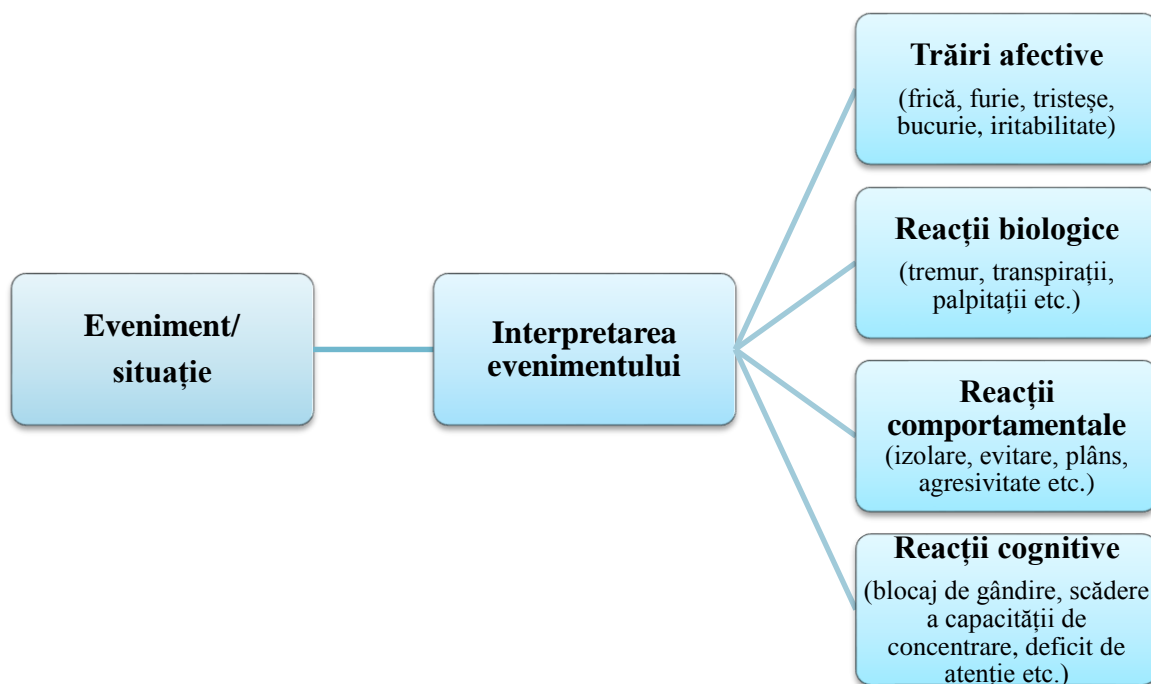 Eveniment/
situație
Interpretarea
evenimentului
Trăiri afective
(frică, furie, tristeșe,
bucurie, iritabilitate)
Reacții biologice
(tremur, transpirații,
palpitații etc.)
Reacții
comportamentale
(izolare, evitare, plâns,
agresivitate etc.)
Reacții cognitive
(blocaj de gândire, scădere
a capacității de
concentrare, deficit de
atenție etc.)